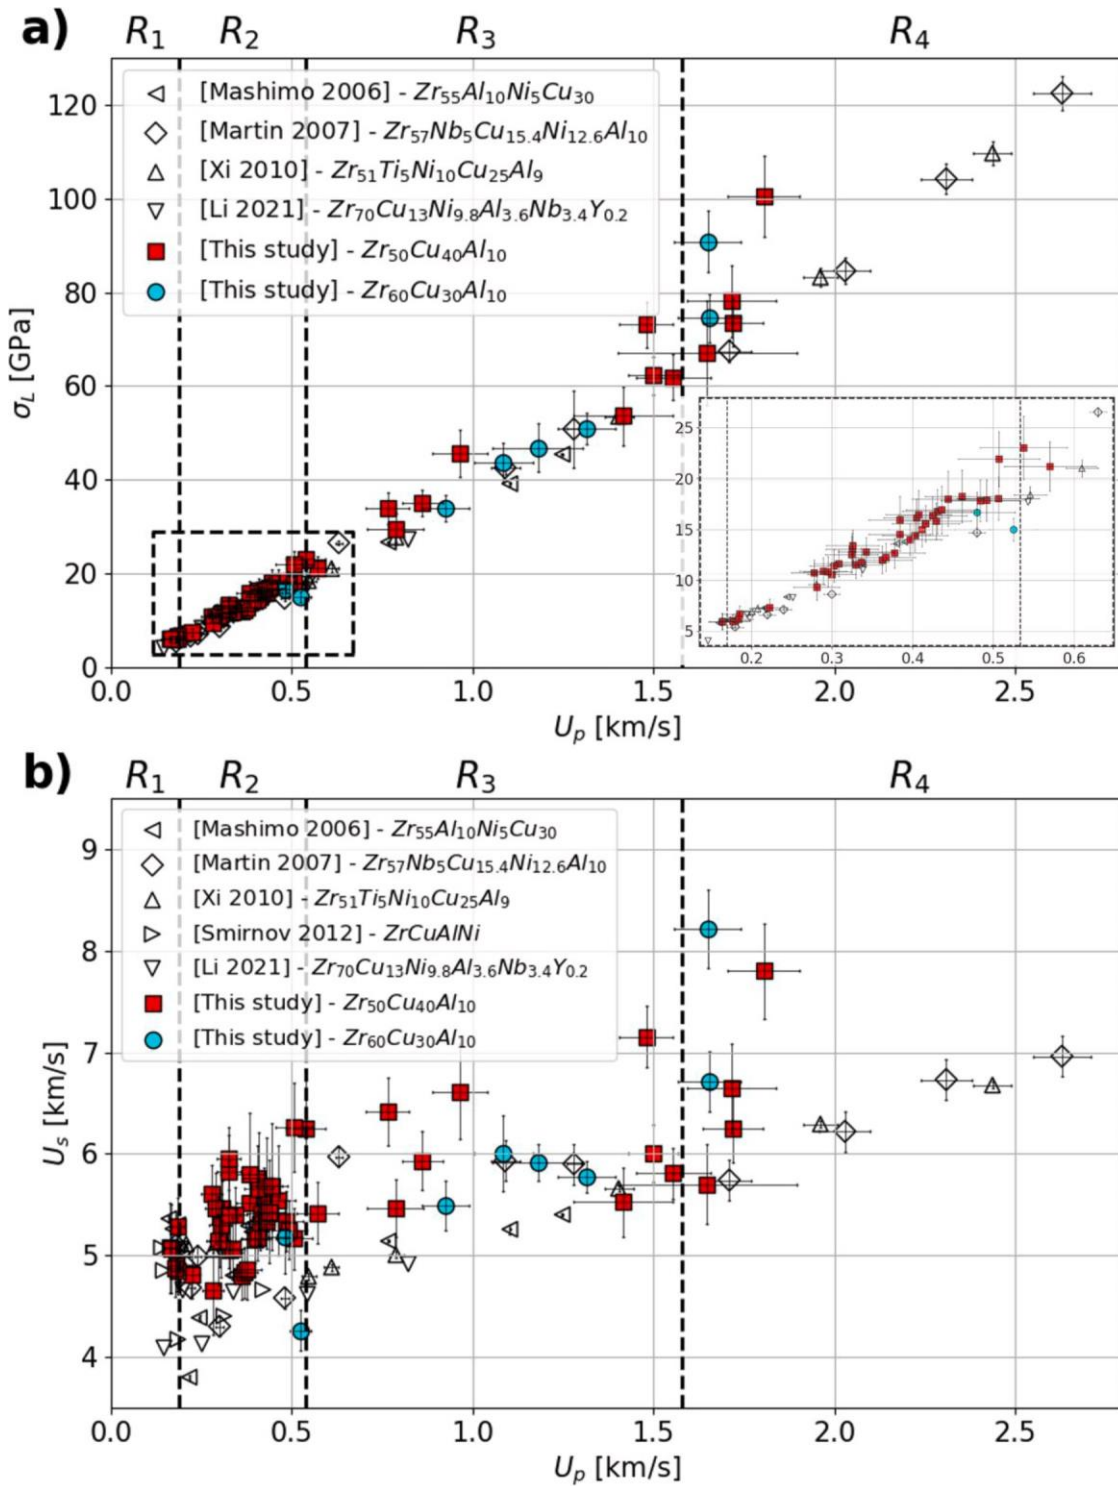 a)
R1 R2 R3 R4
[Mashimo 2006] - Zr55Al10Ni5Cu30
[Martin 2007] - Zr57Nb5Cu15.4Ni12.6Al10
[Xi 2010] - Zr51Ti5Ni10Cu25Al9
[Li 2021] - Zr70Cu13Ni9.8Al3.6Nb3.4Y0.2
[This study] - Zr50Cu40Al10
[This study] - Zr60Cu30Al10
σL [GPa]
120
100
80
60
40
20
0
25
20
15
10
5
0.2 0.3 0.4 0.5 0.6
0.0 0.5 1.0 1.5 2.0 2.5
Up [km/s]
b)
R1 R2 R3 R4
[Mashimo 2006] - Zr55Al10Ni5Cu30
[Martin 2007] - Zr57Nb5Cu15.4Ni12.6Al10
[Xi 2010] - Zr51Ti5Ni10Cu25Al9
[Smirnov 2012] - ZrCuAlNi
[Li 2021] - Zr70Cu13Ni9.8Al3.6Nb3.4Y0.2
[This study] - Zr50Cu40Al10
[This study] - Zr60Cu30Al10
Us [km/s]
9
8
7
6
5
4
0.0 0.5 1.0 1.5 2.0 2.5
Up [km/s]